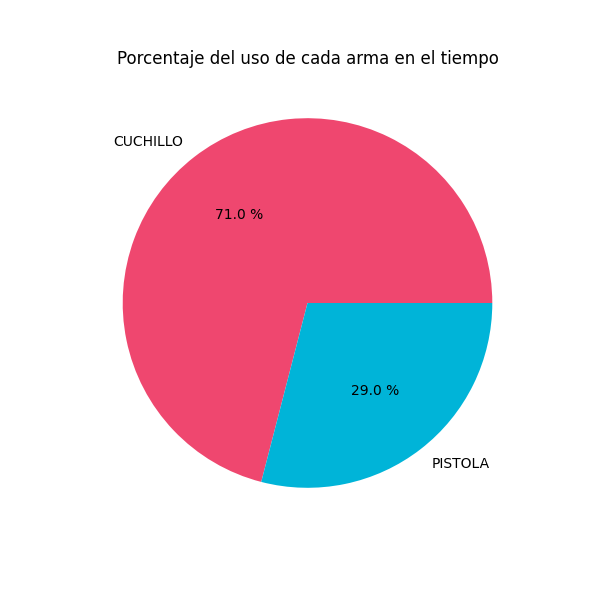 Porcentaje del uso de cada arma en el tiempo
CUCHILLO
71.0 %
29.0 %
PISTOLA